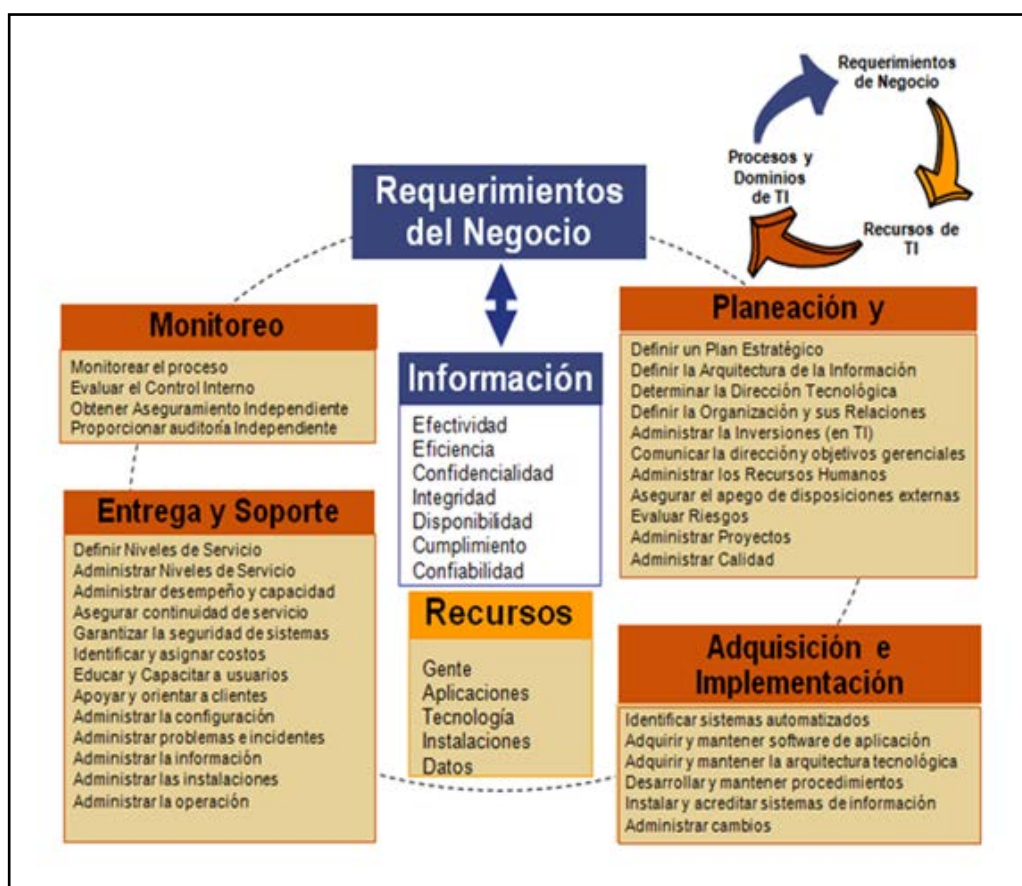 Requerimientos
de Negocio
Procesos y
Dominios
de TI
Recursos de
TI
Requerimientos
del Negocio
Monitoreo
Monitorear el proceso
Evaluar el Control Interno
Obtener Aseguramiento Independiente
Proporcionar auditoría Independiente
Información
Efectividad
Eficiencia
Confidencialidad
Integridad
Disponibilidad
Cumplimiento
Confiabilidad
Planeación y
Definir un Plan Estratégico
Definir la Arquitectura de la Información
Determinar la Dirección Tecnológica
Definir la Organización y sus Relaciones
Administrar la Inversiones (en TI)
Comunicar la dirección y objetivos gerenciales
Administrar los Recursos Humanos
Asegurar el apego de disposiciones externas
Evaluar Riesgos
Administrar Proyectos
Administrar Calidad
Entrega y Soporte
Definir Niveles de Servicio
Administrar Niveles de Servicio
Administrar desempeño y capacidad
Asegurar continuidad de servicio
Garantizar la seguridad de sistemas
Identificar y asignar costos
Educar y Capacitar a usuarios
Apoyar y orientar a clientes
Administrar la configuración
Administrar problemas e incidentes
Administrar la información
Administrar las instalaciones
Administrar la operación
Recursos
Gente
Aplicaciones
Tecnología
Instalaciones
Datos
Adquisición e
Implementación
Identificar sistemas automatizados
Adquirir y mantener software de aplicación
Adquirir y mantener la arquitectura tecnológica
Desarrollar y mantener procedimientos
Instalar y acreditar sistemas de información
Administrar cambios